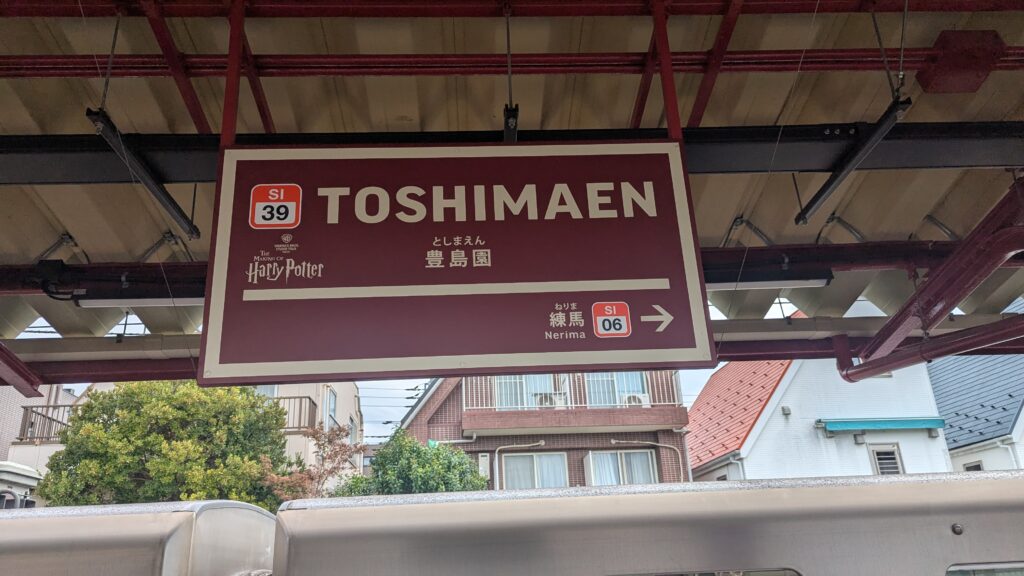 SI
39
TOSHIMAEN
としまえん
豊島園
The
Making of
Harry Potter
ねりま
練馬
Nerima
SI
06
→